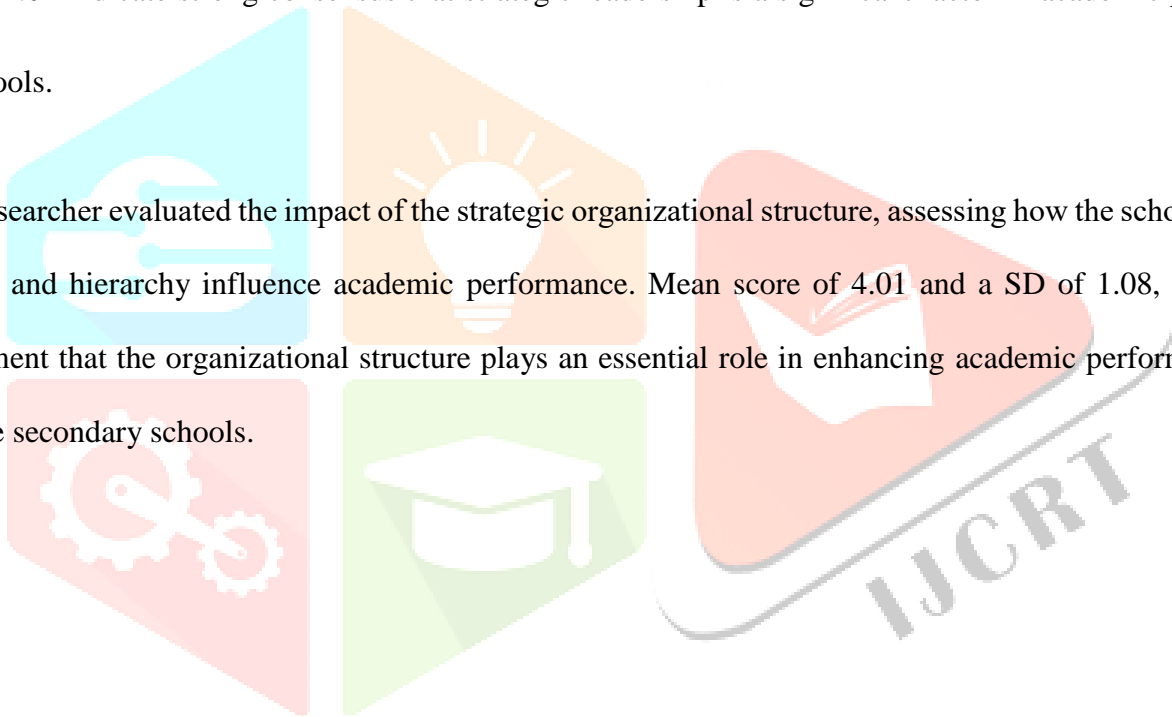 ools.
searcher evaluated the impact of the strategic organizational structure, assessing how the scho
and hierarchy influence academic performance. Mean score of 4.01 and a SD of 1.08,
ment that the organizational structure plays an essential role in enhancing academic perform
e secondary schools.
IJCRT